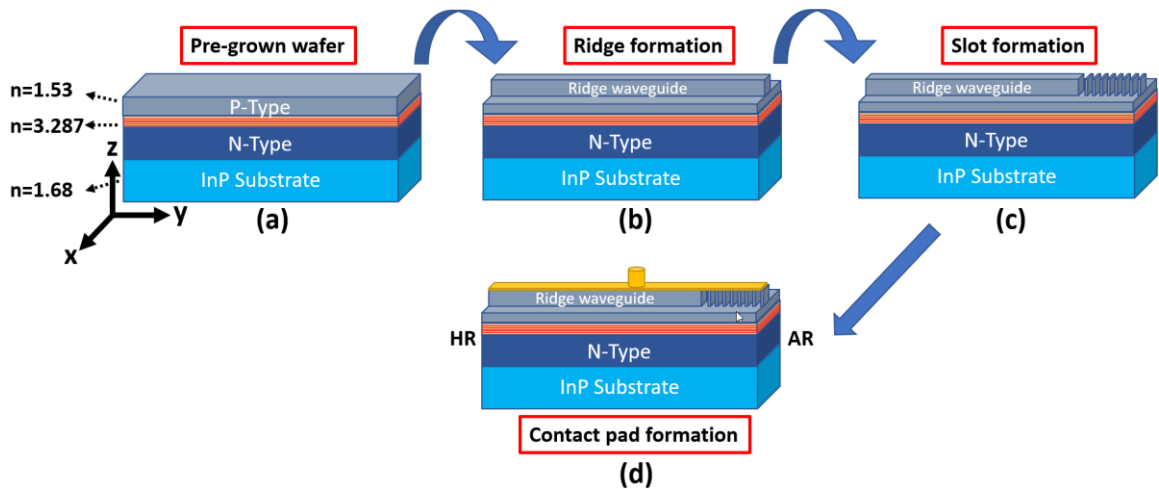 Pre-grown wafer
Ridge formation
Slot formation
n=1.53
P-Type
n=3.287
N-Type
z
n=1.68
InP Substrate
y
x
(a)
Ridge waveguide
N-Type
InP Substrate
(b)
Ridge waveguide
N-Type
InP Substrate
(c)
Ridge waveguide
HR
AR
N-Type
InP Substrate
Contact pad formation
(d)